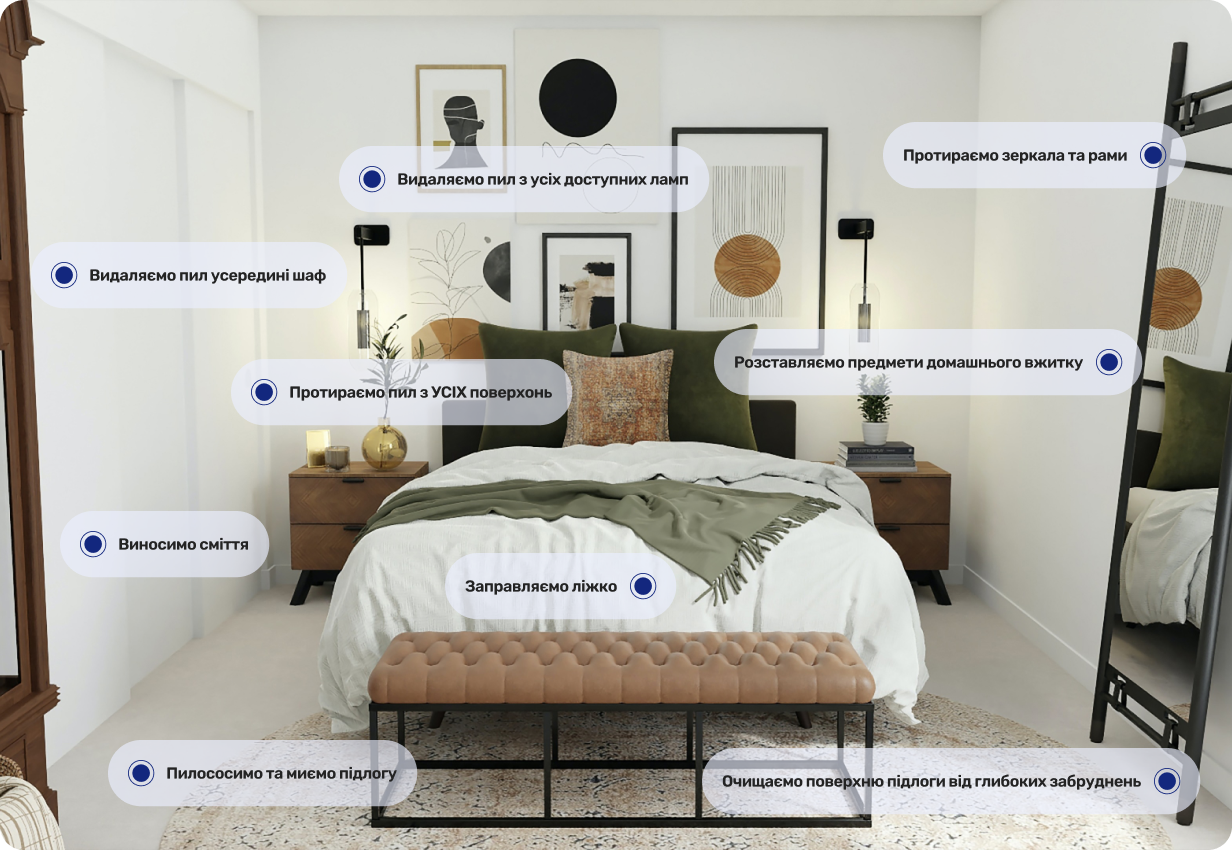 Протираємо зеркала та рами
Видаляємо пил з усіх доступних ламп
Видаляємо пил усередині шаф
Розставляємо предмети домашнього вжитку
Протираємо пил з УСІХ поверхонь
Виносимо сміття
Заправляємо ліжко
Пилососимо та миємо підлогу
Очищаємо поверхню підлоги від глибоких забруднень